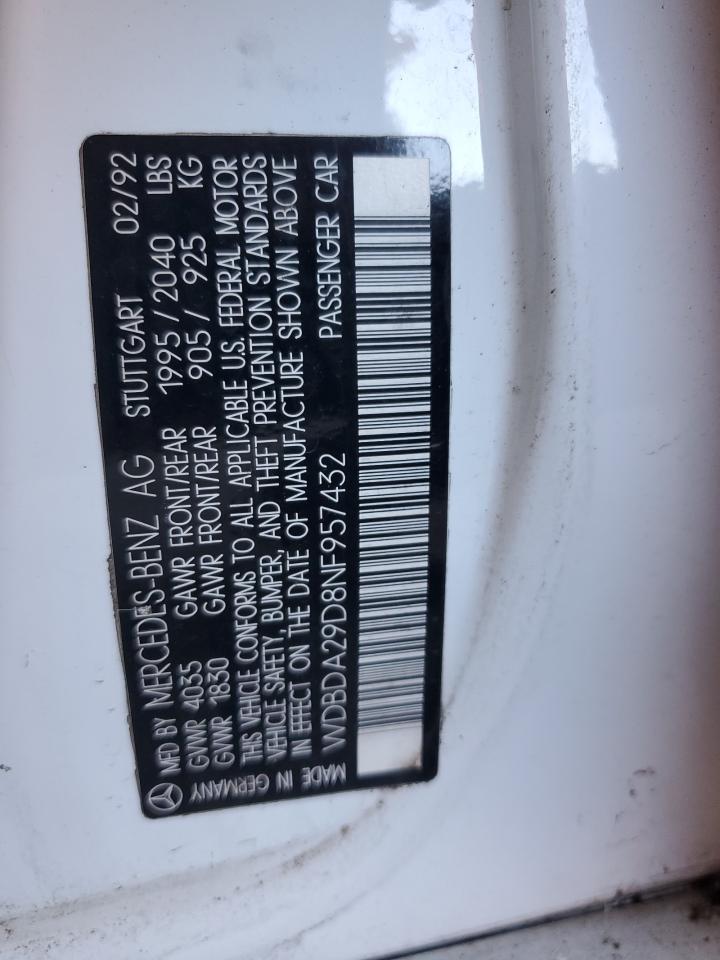 MFD BY MERCEDES-BENZ AG STUTTGART 02/92
GVWR 4035 GAWR FRONT/REAR 1995/2040 LBS
GVWR 1830 GAWR FRONT/REAR 905/925 KG
THIS VEHICLE CONFORMS TO ALL APPLICABLE U.S. FEDERAL MOTOR
VEHICLE SAFETY, BUMPER, AND THEFT PREVENTION STANDARDS
IN EFFECT ON THE DATE OF MANUFACTURE SHOWN ABOVE
WDBDA29D8NF957432 PASSENGER CAR
MADE IN GERMANY